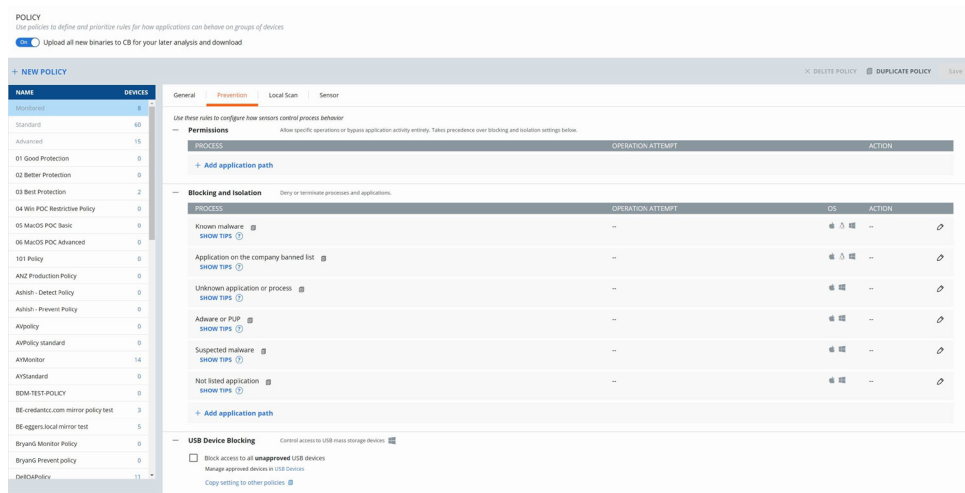 POLICY
Use policies to define and prioritize rules for how applications can behave on groups of devices
On Upload all new binaries to CB for your later analysis and download
+ NEW POLICY
× DELETE POLICY DUPLICATE POLICY Save
NAME DEVICES
Monitored 8
Standard 60
Advanced 15
01 Good Protection 0
02 Better Protection 0
03 Best Protection 2
04 Win POC Restrictive Policy 0
05 MacOS POC Basic 0
06 MacOS POC Advanced 0
101 Policy 0
ANZ Production Policy 0
Ashish - Detect Policy 0
Ashish - Prevent Policy 0
AVpolicy 0
AVPolicy standard 0
AYMonitor 14
AYStandard 0
BDM-TEST-POLICY 0
BE-credantcc.com mirror policy test 3
BE-eggers.local mirror test 5
BryanG Monitor Policy 0
BryanG Prevent policy 0
DellQAPolicy 11
General Prevention Local Scan Sensor
Use these rules to configure how sensors control process behavior
Permissions Allow specific operations or bypass application activity entirely. Takes precedence over blocking and isolation settings below.
PROCESS OPERATION ATTEMPT ACTION
+ Add application path
Blocking and Isolation Deny or terminate processes and applications.
PROCESS OPERATION ATTEMPT OS ACTION
Known malware -- --
SHOW TIPS ?
Application on the company banned list -- --
SHOW TIPS ?
Unknown application or process -- --
SHOW TIPS ?
Adware or PUP -- --
SHOW TIPS ?
Suspected malware -- --
SHOW TIPS ?
Not listed application -- --
SHOW TIPS ?
+ Add application path
USB Device Blocking Control access to USB mass storage devices
Block access to all unapproved USB devices
Manage approved devices in USB Devices
Copy setting to other policies